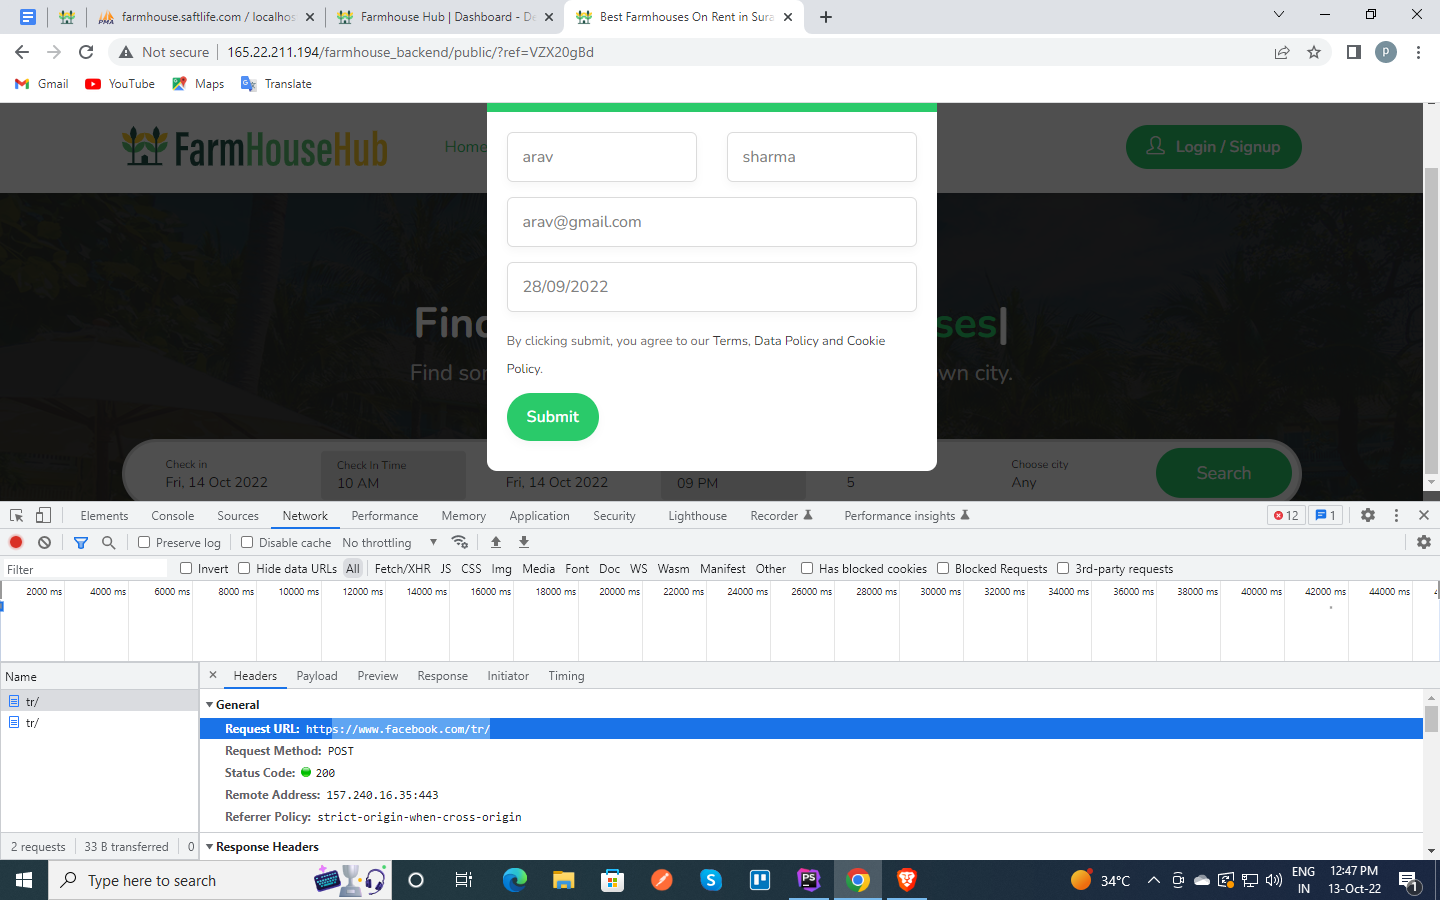 farmhouse.saftlife.com / localhos
Farmhouse Hub | Dashboard - De
Best Farmhouses On Rent in Sura
Not secure
165.22.211.194/farmhouse_backend/public/?ref=VZX20gBd
p
Gmail
YouTube
Maps
Translate
FarmHouseHub
Home
Login / Signup
arav
sharma
arav@gmail.com
28/09/2022
By clicking submit, you agree to our Terms, Data Policy and Cookie
Policy.
Submit
Find
ses|
Find so
wn city.
Check in
Fri, 14 Oct 2022
Check In Time
10 AM
Fri, 14 Oct 2022
09 PM
5
Choose city
Any
Search
Elements
Console
Sources
Network
Performance
Memory
Application
Security
Lighthouse
Recorder
Performance insights
12
1
Preserve log
Disable cache
No throttling
Filter
Invert
Hide data URLs
All
Fetch/XHR
JS
CSS
Img
Media
Font
Doc
WS
Wasm
Manifest
Other
Has blocked cookies
Blocked Requests
3rd-party requests
2000 ms
4000 ms
6000 ms
8000 ms
10000 ms
12000 ms
14000 ms
16000 ms
18000 ms
20000 ms
22000 ms
24000 ms
26000 ms
28000 ms
30000 ms
32000 ms
34000 ms
36000 ms
38000 ms
40000 ms
42000 ms
44000 ms
Name
tr/
tr/
Headers
Payload
Preview
Response
Initiator
Timing
General
Request URL: https://www.facebook.com/tr/
Request Method: POST
Status Code: 200
Remote Address: 157.240.16.35:443
Referrer Policy: strict-origin-when-cross-origin
Response Headers
2 requests
33 B transferred
0
Type here to search
PS
34°C
ENG
IN
12:47 PM
13-Oct-22
1